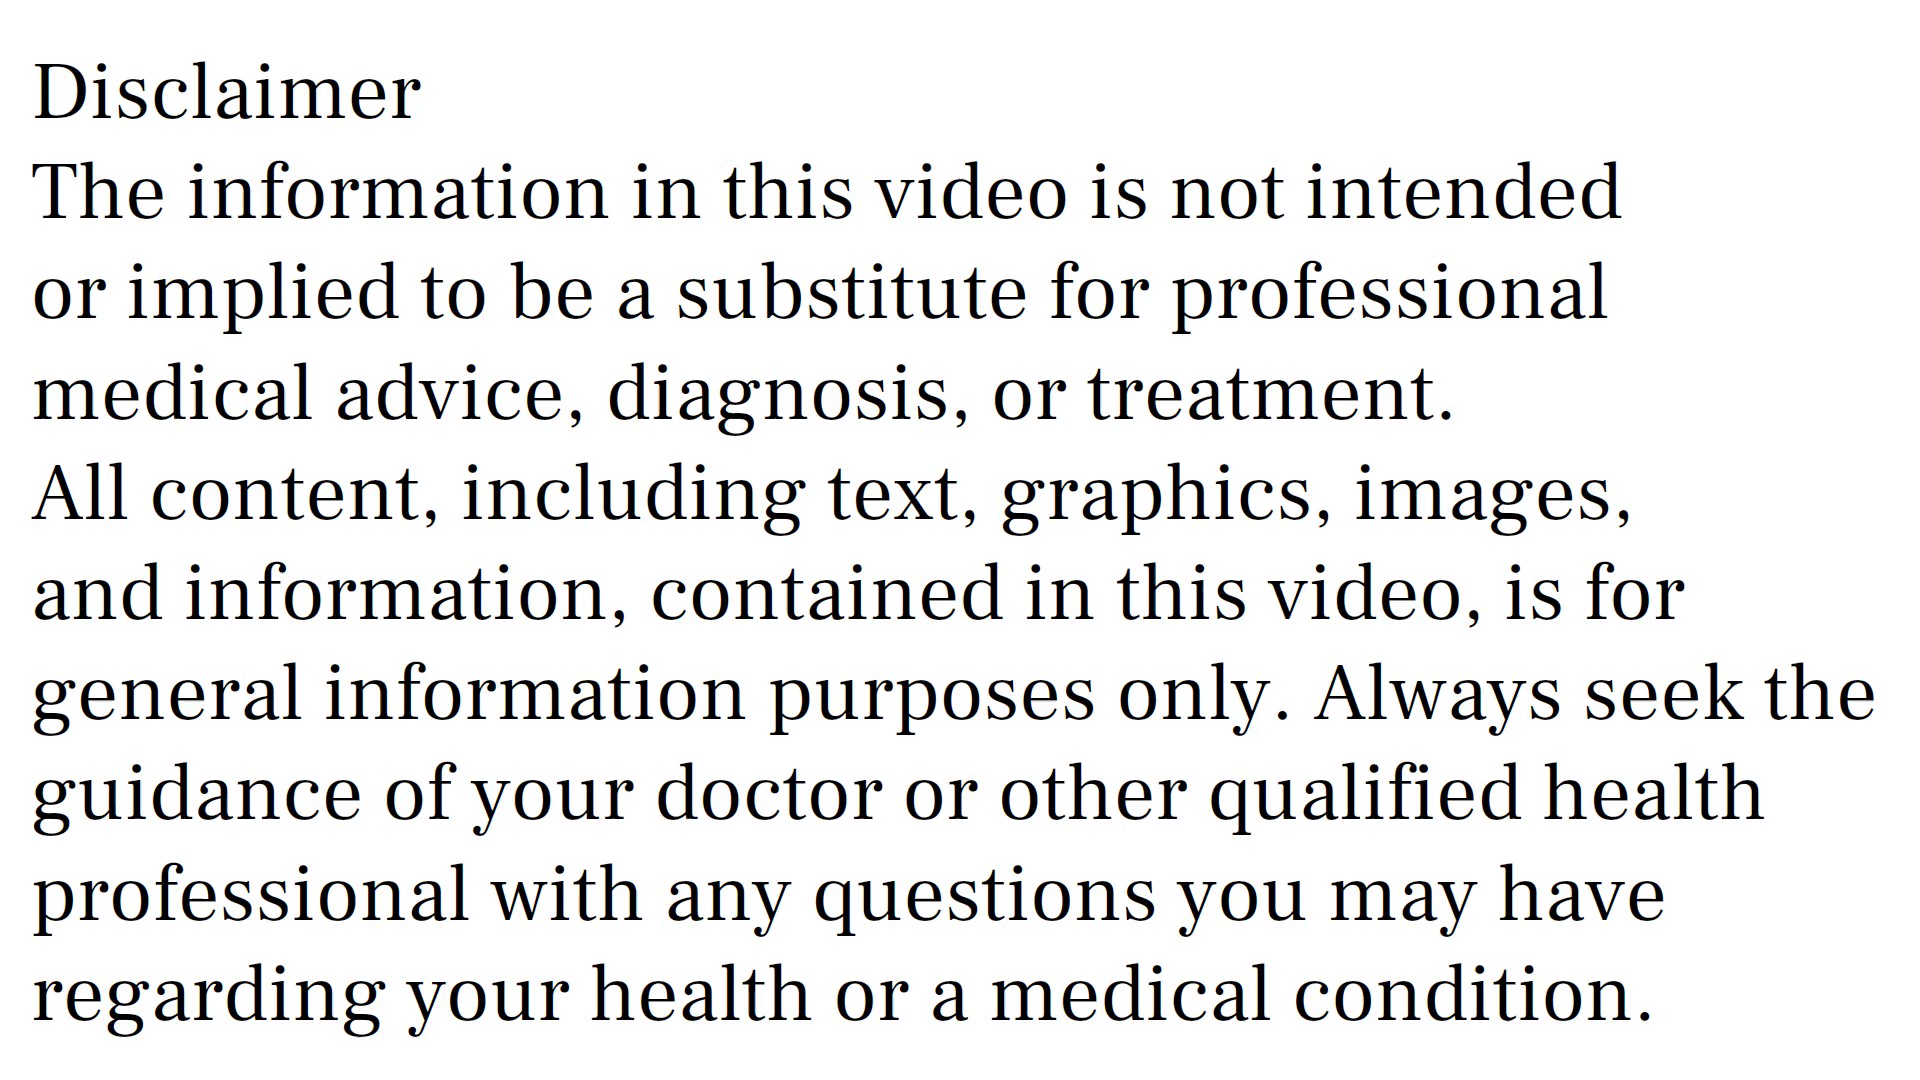 Disclaimer
The information in this video is not intended
or implied to be a substitute for professional
medical advice, diagnosis, or treatment.
All content, including text, graphics, images,
and information, contained in this video, is for
general information purposes only. Always seek the
guidance of your doctor or other qualified health
professional with any questions you may have
regarding your health or a medical condition.